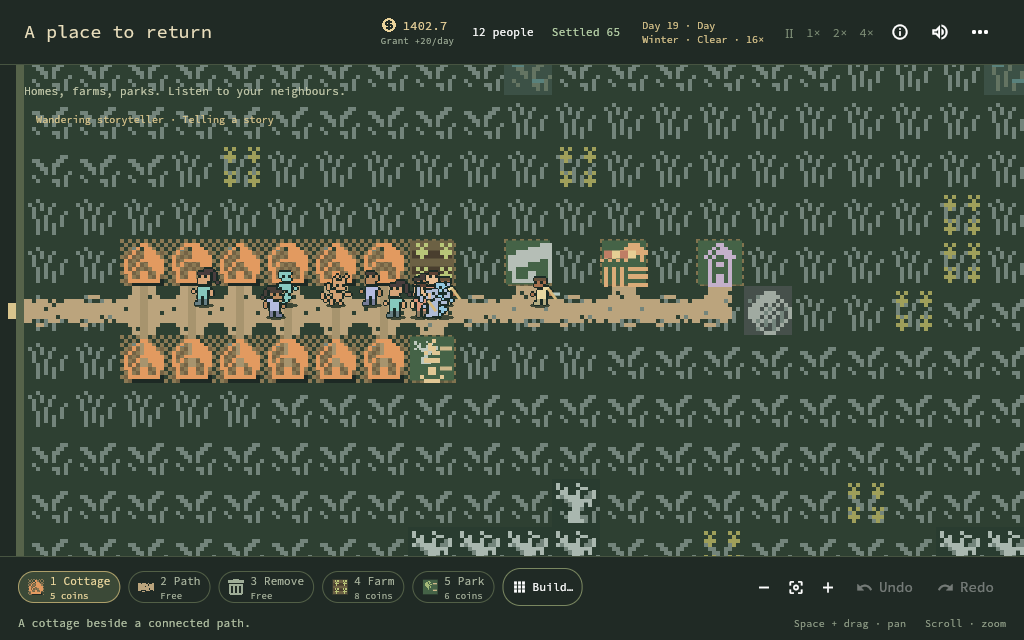 A place to return
1402.7
Grant +20/day
12 people
Settled 65
Day 19 · Day
Winter · Clear · 16×
1×
2×
4×
Homes, farms, parks. Listen to your neighbours.
Wandering storyteller · Telling a story
1 Cottage
5 coins
2 Path
Free
3 Remove
Free
4 Farm
8 coins
5 Park
6 coins
Build…
Undo
Redo
A cottage beside a connected path.
Space + drag · pan
Scroll · zoom